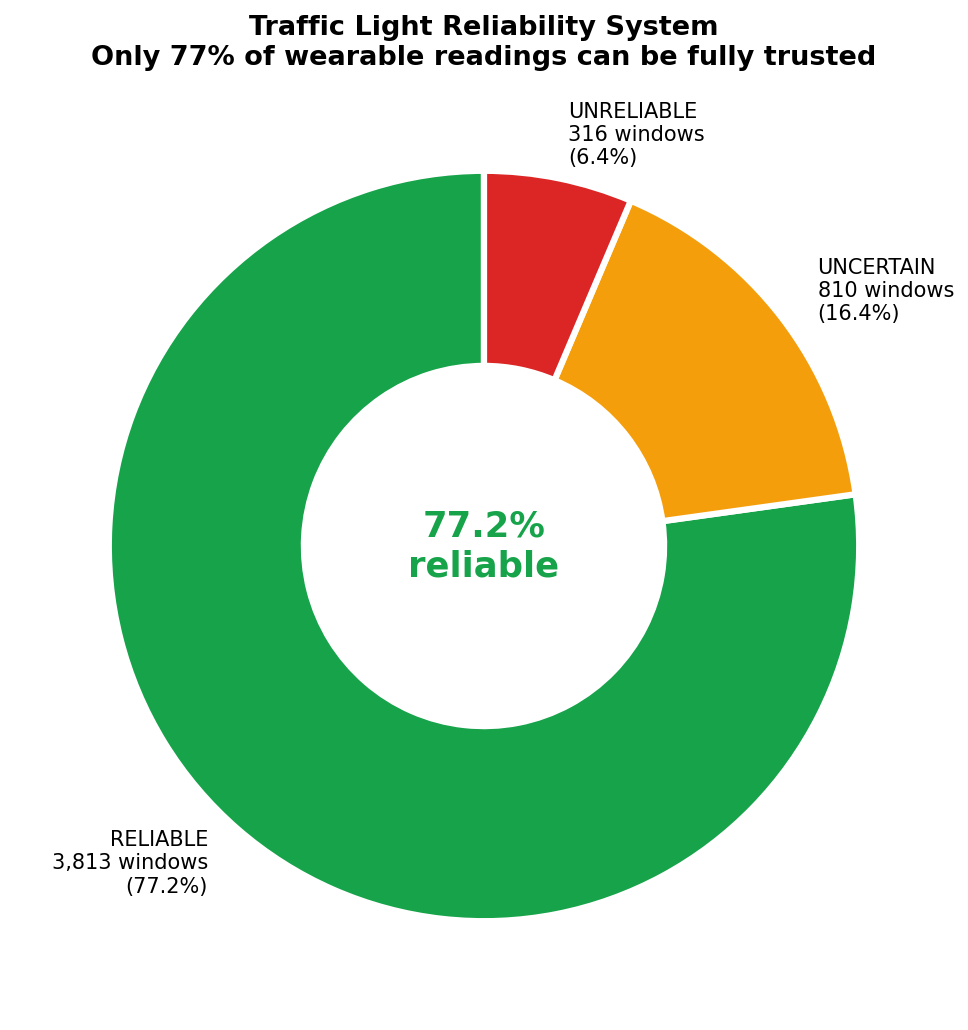 Traffic Light Reliability System
Only 77% of wearable readings can be fully trusted
UNRELIABLE
316 windows
(6.4%)
UNCERTAIN
810 windows
(16.4%)
77.2%
reliable
RELIABLE
3,813 windows
(77.2%)